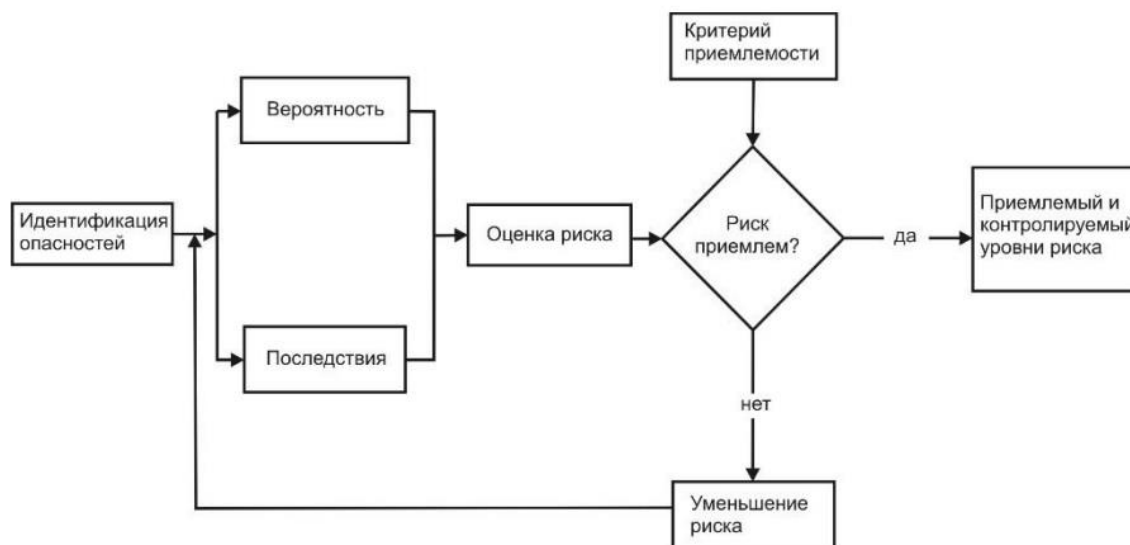 Критерий
приемлемости
Вероятность
Идентификация
опасностей
Оценка риска
Риск
приемлем?
да
Приемлемый и
контролируемый
уровни риска
Последствия
нет
Уменьшение
риска